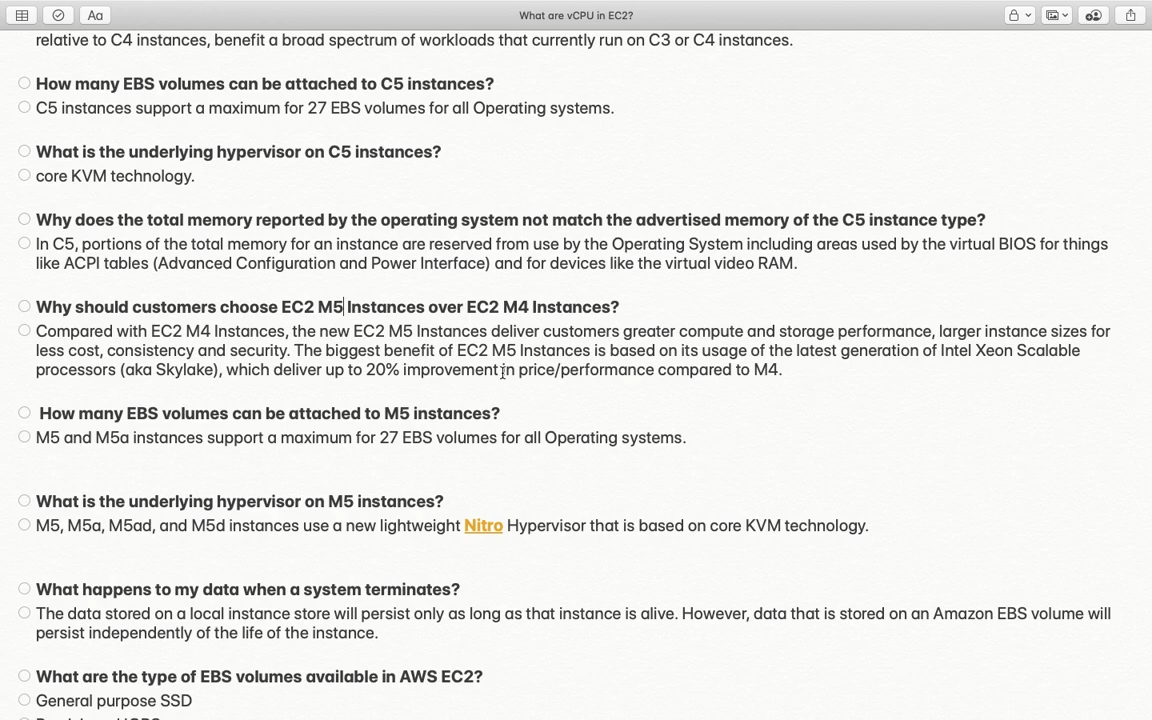 Aa
What are vCPU in EC2?
relative to C4 instances, benefit a broad spectrum of workloads that currently run on C3 or C4 instances.
How many EBS volumes can be attached to C5 instances?
C5 instances support a maximum for 27 EBS volumes for all Operating systems.
What is the underlying hypervisor on C5 instances?
core KVM technology.
Why does the total memory reported by the operating system not match the advertised memory of the C5 instance type?
In C5, portions of the total memory for an instance are reserved from use by the Operating System including areas used by the virtual BIOS for things
like ACPI tables (Advanced Configuration and Power Interface) and for devices like the virtual video RAM.
Why should customers choose EC2 M5 Instances over EC2 M4 Instances?
Compared with EC2 M4 Instances, the new EC2 M5 Instances deliver customers greater compute and storage performance, larger instance sizes for
less cost, consistency and security. The biggest benefit of EC2 M5 Instances is based on its usage of the latest generation of Intel Xeon Scalable
processors (aka Skylake), which deliver up to 20% improvement in price/performance compared to M4.
How many EBS volumes can be attached to M5 instances?
M5 and M5a instances support a maximum for 27 EBS volumes for all Operating systems.
What is the underlying hypervisor on M5 instances?
M5, M5a, M5ad, and M5d instances use a new lightweight Nitro Hypervisor that is based on core KVM technology.
What happens to my data when a system terminates?
The data stored on a local instance store will persist only as long as that instance is alive. However, data that is stored on an Amazon EBS volume will
persist independently of the life of the instance.
What are the type of EBS volumes available in AWS EC2?
General purpose SSD